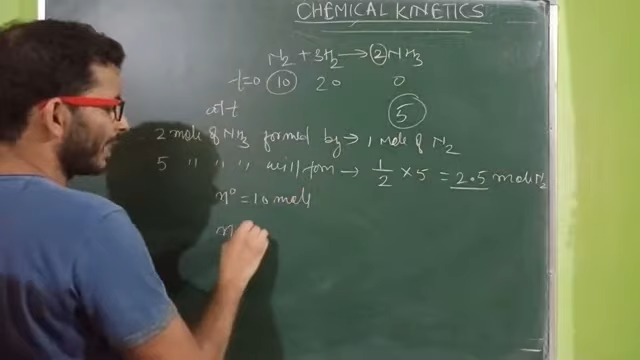 CHEMICAL KINETICS
N₂ + 3H₂ → 2NH₃
t=0 10 20 0
at t 5
2 mole of NH₃ formed by → 1 mole of N₂
5 " " " will form → 1/2 × 5 = 2.5 mole N₂
n° = 10 mole
n